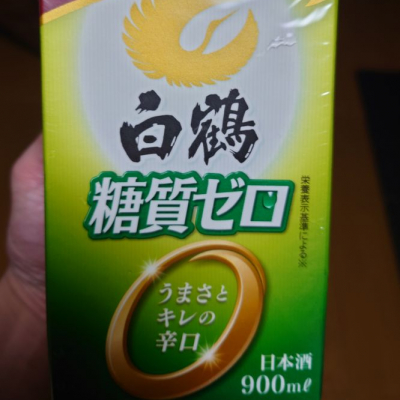 白鶴
糖質ゼロ
栄養表示基準による※
うまさと
キレの
辛口
日本酒
900mℓ